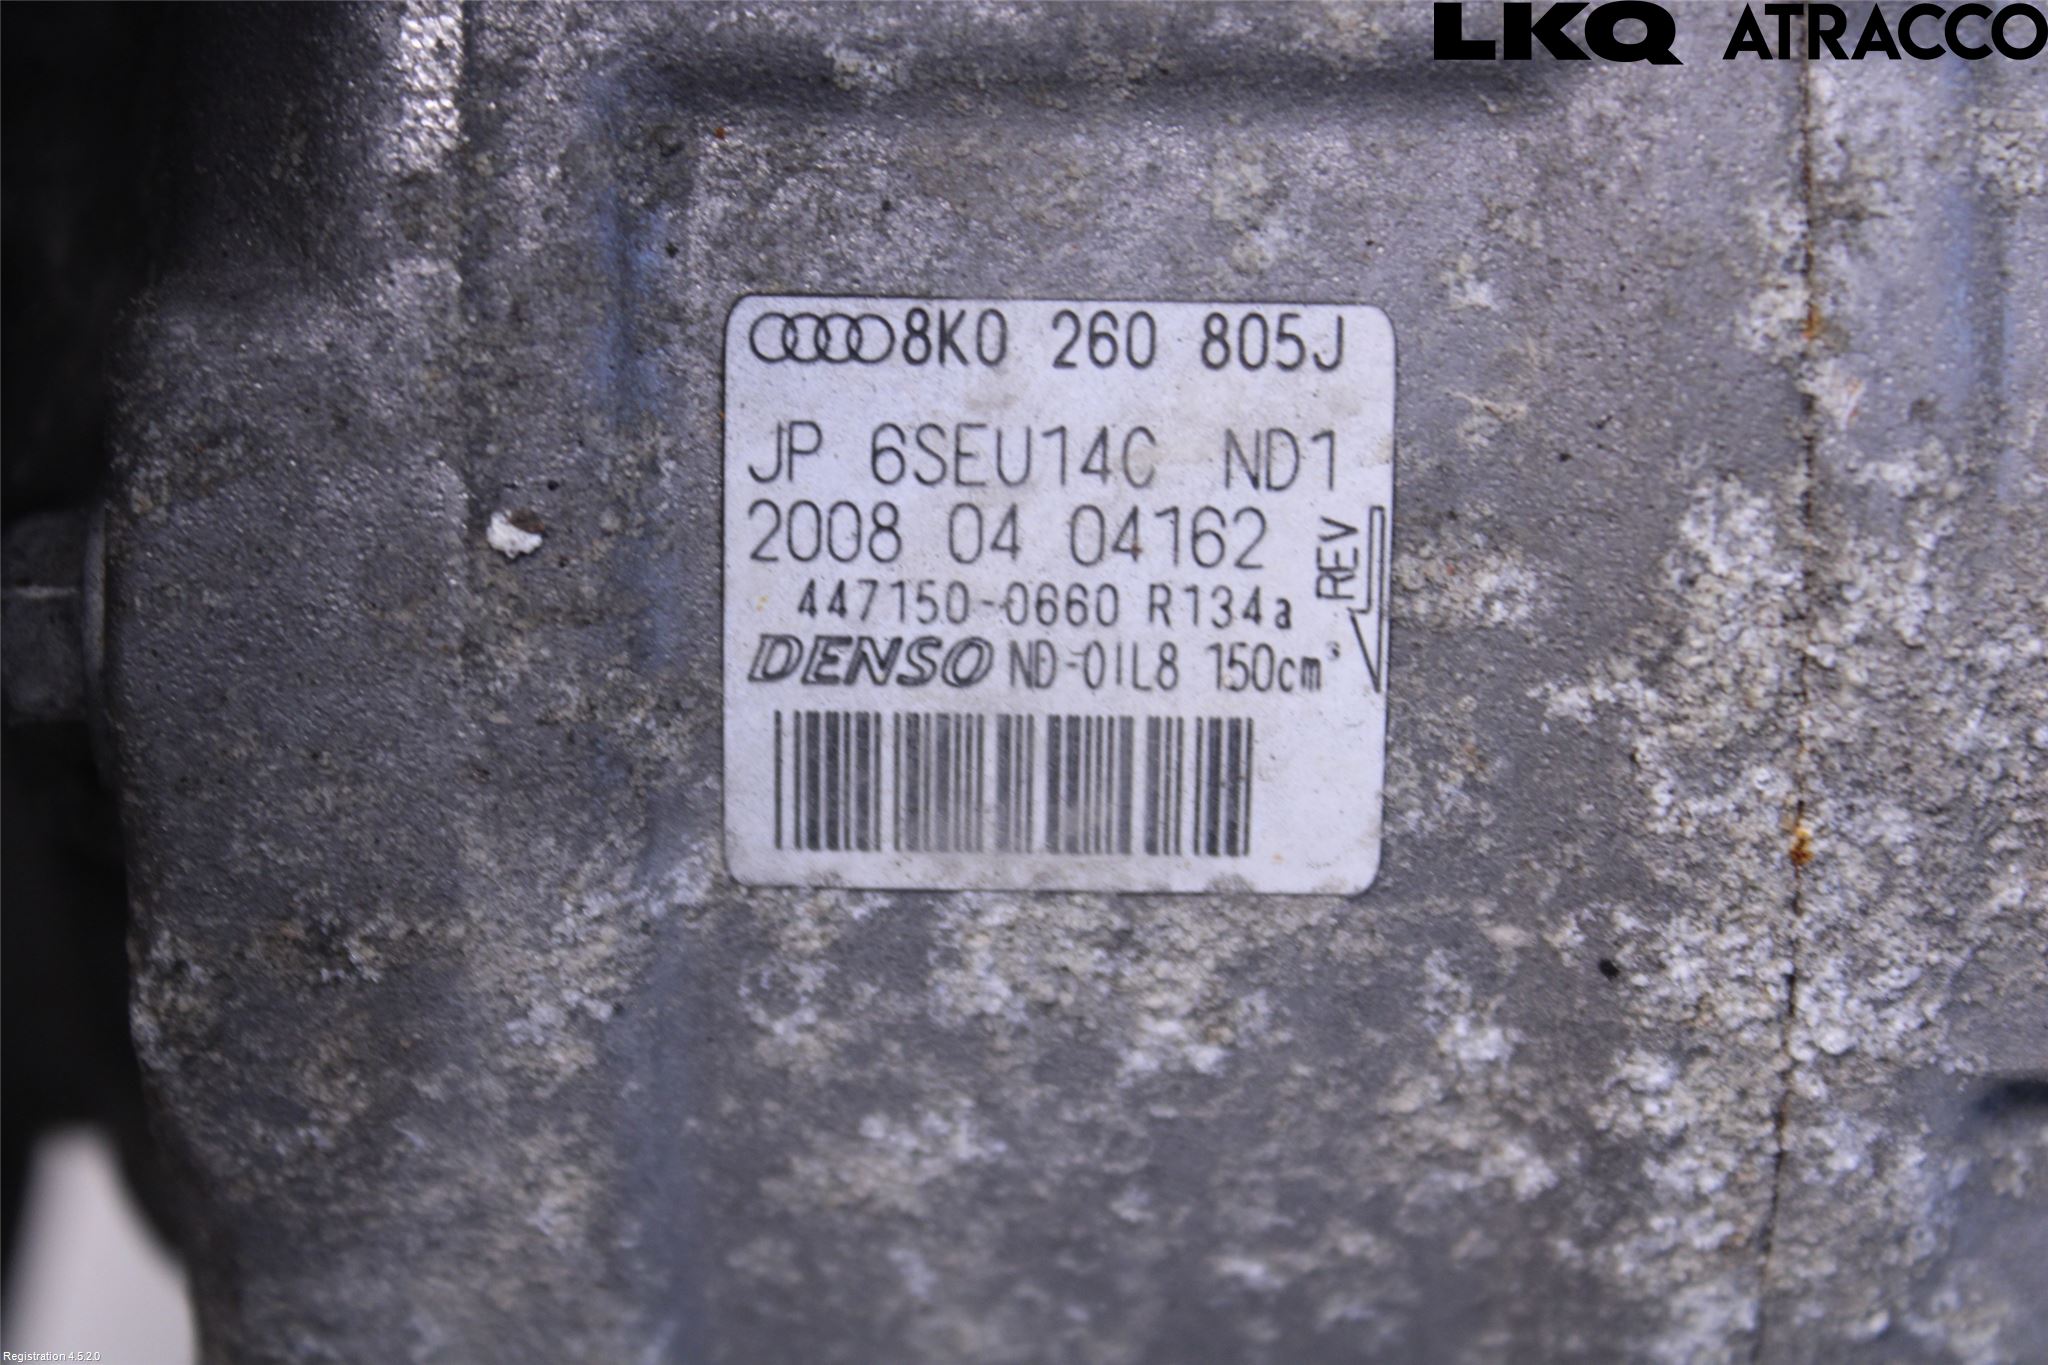 LKQ ATRACCO
8K0 260 805J
JP 6SEU14C ND1
2008 04 04162
REV
447150-0660 R134a
DENSO ND-OIL8 150cm³
Registration 4.5.2.0